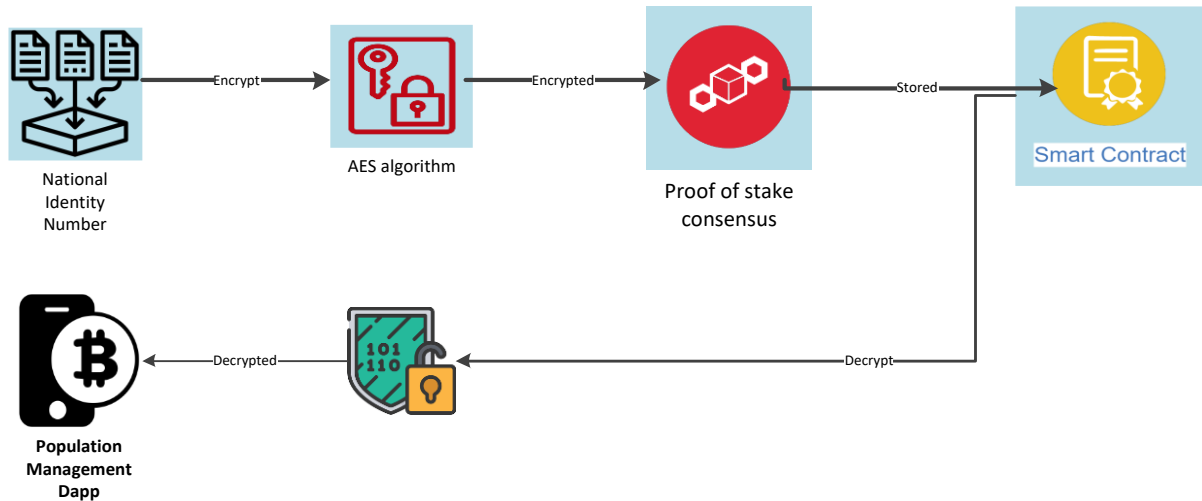 Encrypt
Encrypted
Stored
National
Identity
Number
AES algorithm
Proof of stake
consensus
Smart Contract
Decrypted
101
110
Decrypt
Population
Management
Dapp